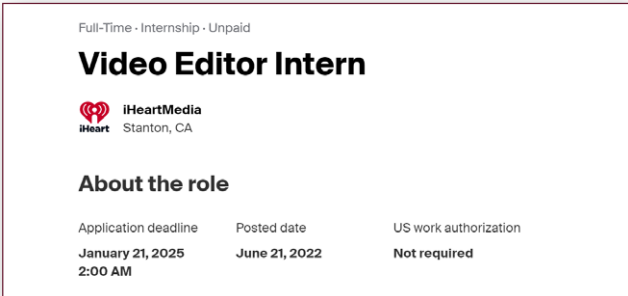 Full-Time · Internship · Unpaid
Video Editor Intern
iHeartMedia
iHeart
Stanton, CA
About the role
Application deadline Posted date US work authorization
January 21, 2025 June 21, 2022 Not required
2:00 AM